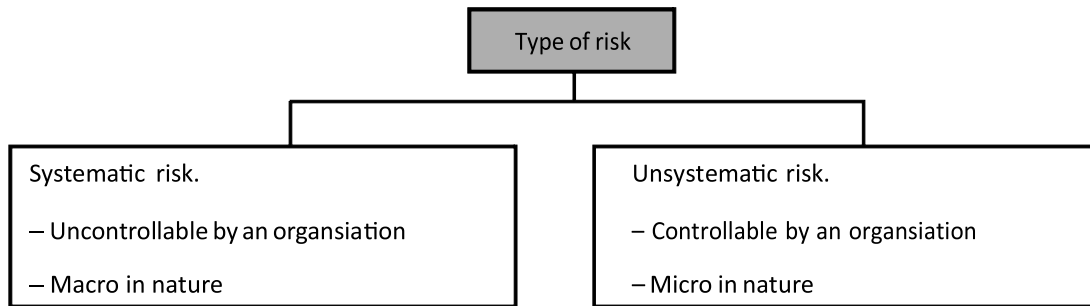 Type of risk
Systematic risk.
– Uncontrollable by an organsiation
– Macro in nature
Unsystematic risk.
– Controllable by an organsiation
– Micro in nature